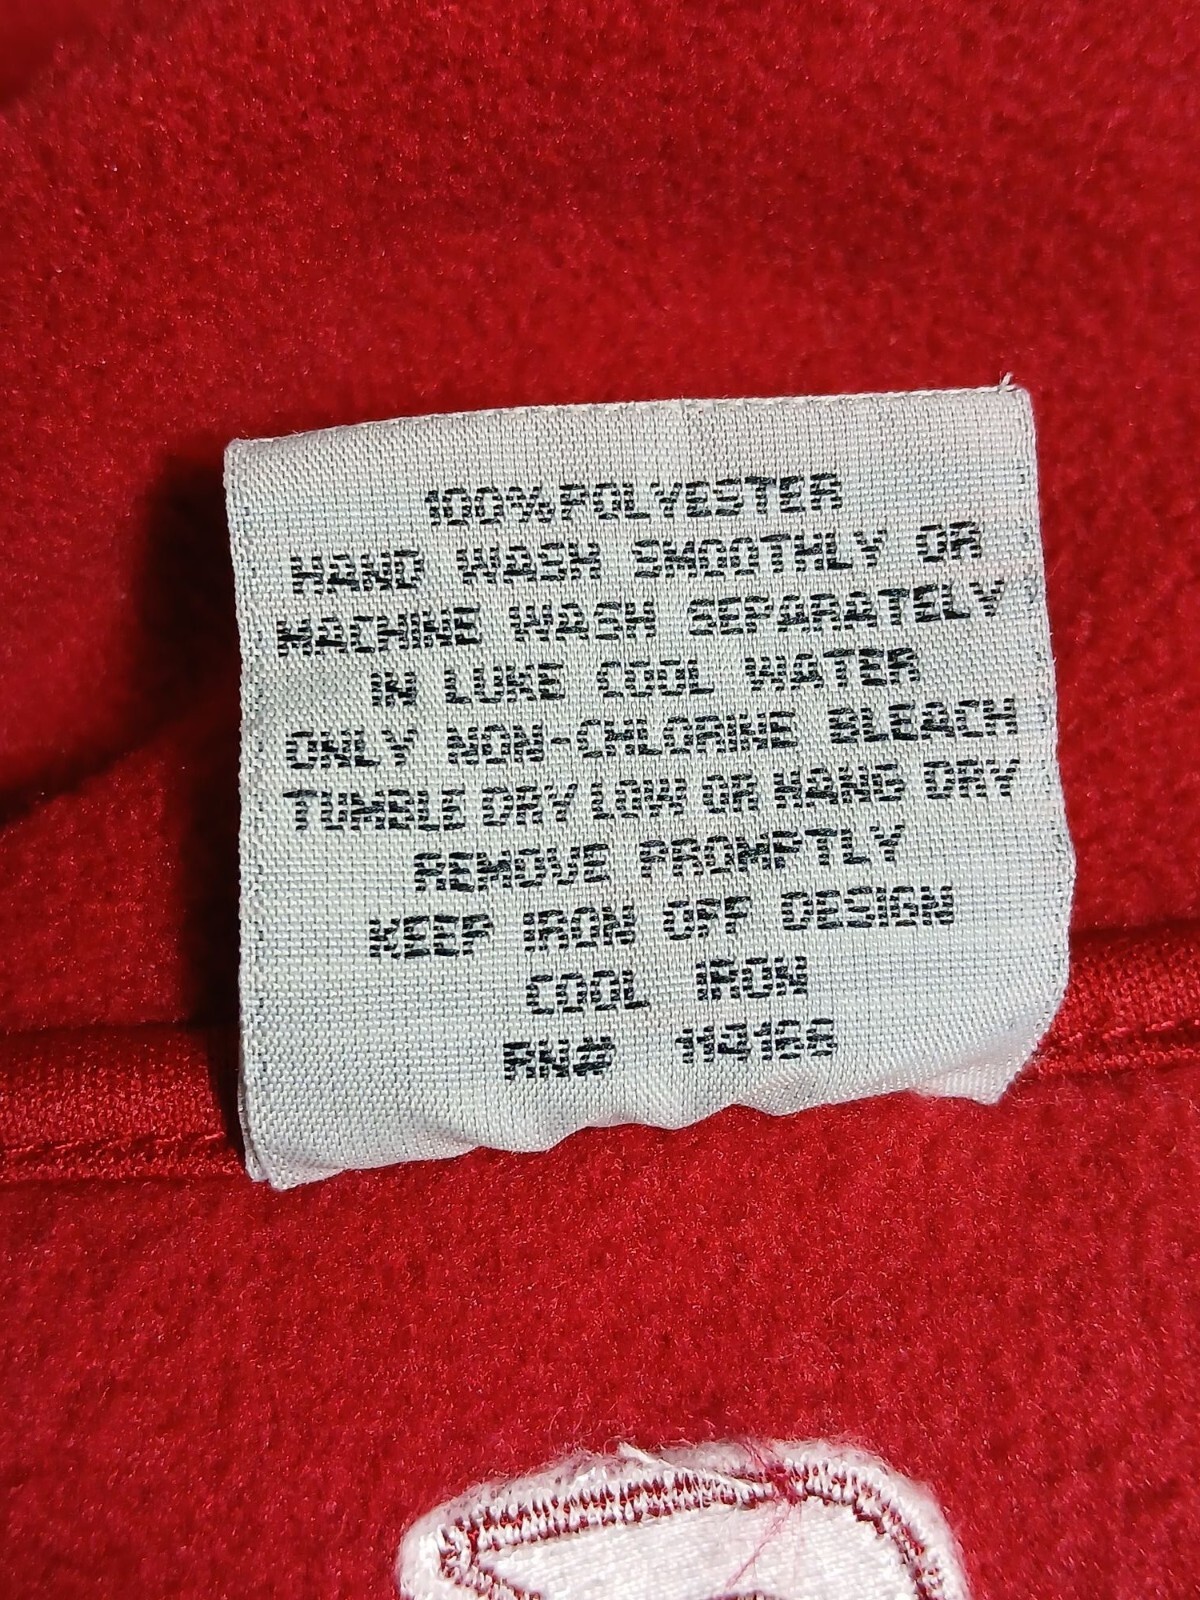 100% POLYESTER
HAND WASH SMOOTHLY OR
MACHINE WASH SEPARATELY
IN LUKE COOL WATER
ONLY NON-CHLORINE BLEACH
TUMBLE DRY LOW OR HANG DRY
REMOVE PROMPTLY
KEEP IRON OFF DESIGN
COOL IRON
RN# 114166